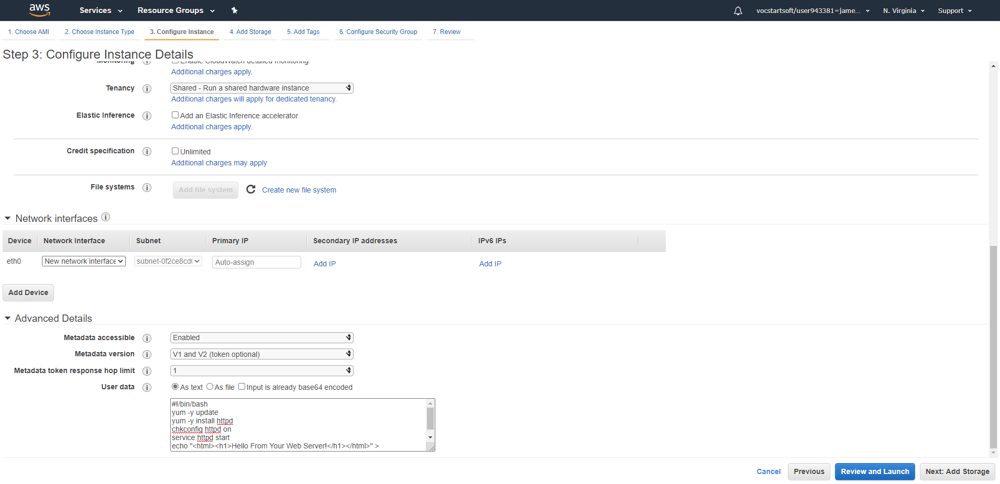 aws Services Resource Groups vocstartsoft/user943381=jame... N. Virginia Support
1. Choose AMI 2. Choose Instance Type 3. Configure Instance 4. Add Storage 5. Add Tags 6. Configure Security Group 7. Review
Step 3: Configure Instance Details
Monitoring i Enable CloudWatch detailed monitoring
Additional charges apply.
Tenancy i Shared - Run a shared hardware instance
Additional charges will apply for dedicated tenancy.
Elastic Inference i Add an Elastic Inference accelerator
Additional charges apply.
Credit specification i Unlimited
Additional charges may apply
File systems i Add file system Create new file system
Network interfaces i
Device Network Interface Subnet Primary IP Secondary IP addresses IPv6 IPs
eth0 New network interface subnet-0f2ce8cd Auto-assign Add IP Add IP
Add Device
Advanced Details
Metadata accessible i Enabled
Metadata version i V1 and V2 (token optional)
Metadata token response hop limit i 1
User data i As text As file Input is already base64 encoded
#!/bin/bash
yum -y update
yum -y install httpd
chkconfig httpd on
service httpd start
echo "<html><h1>Hello From Your Web Server!</h1></html>" >
Cancel Previous Review and Launch Next: Add Storage